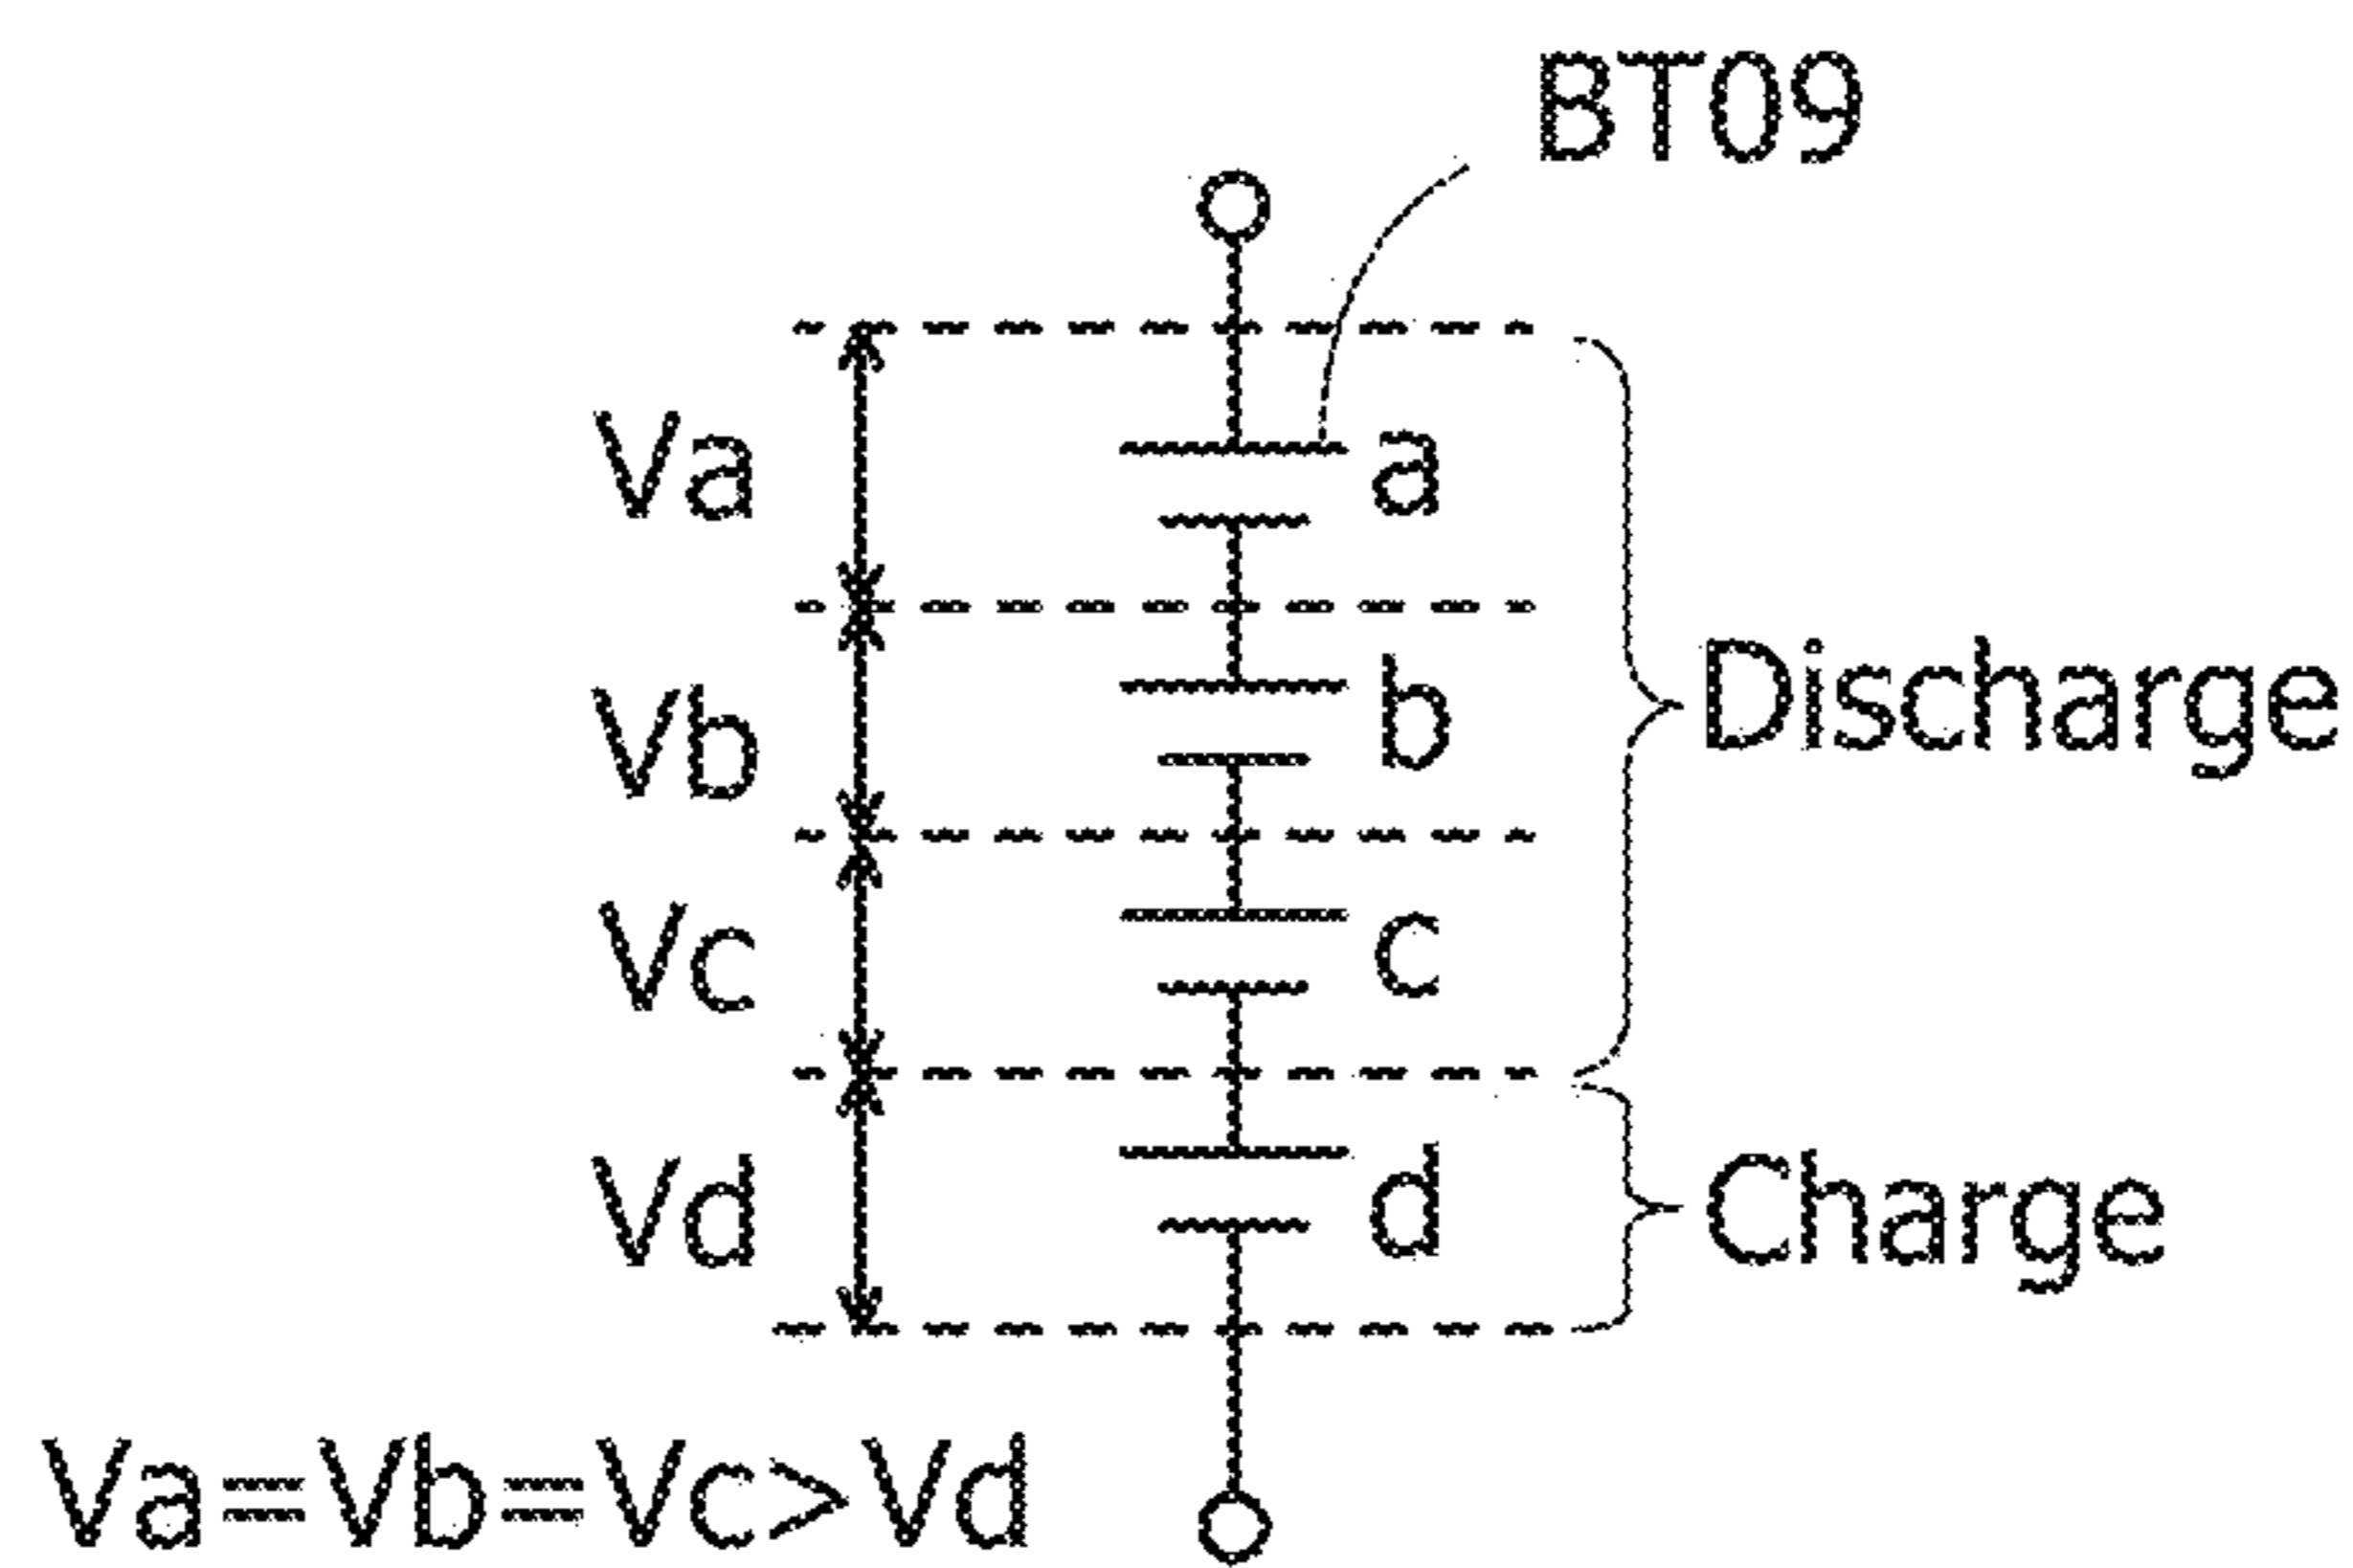 BT09
Va
a
Vb
b
Discharge
Vc
c
Vd
d
Charge
Va=Vb=Vc>Vd